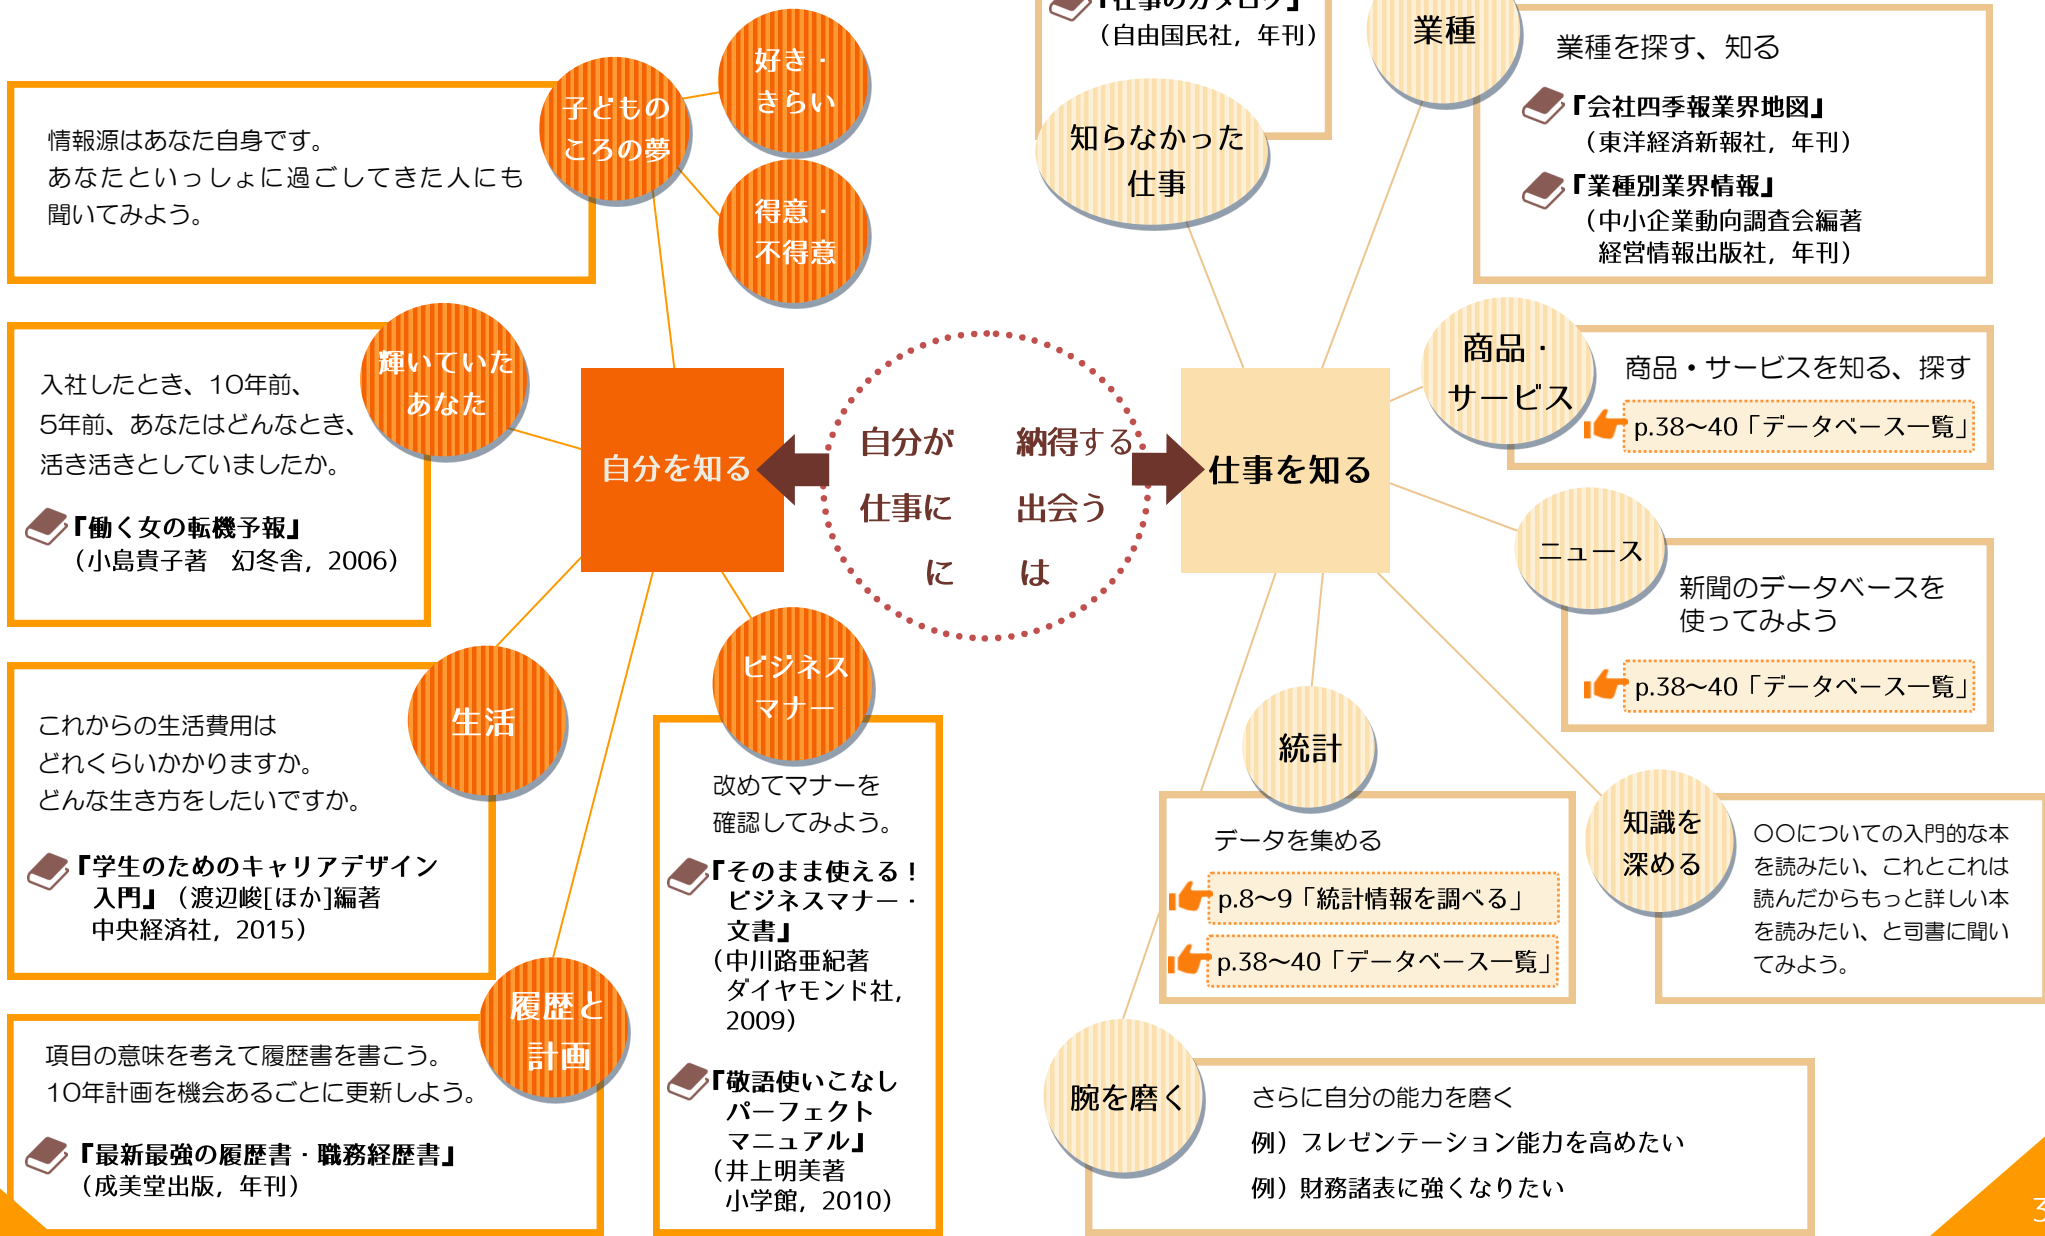 好き・
きらい
子どもの
ころの夢
得意・
不得意
情報源はあなた自身です。
あなたといっしょに過ごしてきた人にも
聞いてみよう。
輝いていた
あなた
入社したとき、10年前、
5年前、あなたはどんなとき、
活き活きとしていましたか。
『働く女の転機予報』
（小島貴子著　幻冬舎，2006）
自分を知る
生活
これからの生活費用は
どれくらいかかりますか。
どんな生き方をしたいですか。
『学生のためのキャリアデザイン
入門』（渡辺峻[ほか]編著
中央経済社，2015）
履歴と
計画
項目の意味を考えて履歴書を書こう。
10年計画を機会あるごとに更新しよう。
『最新最強の履歴書・職務経歴書』
（成美堂出版，年刊）
ビジネス
マナー
改めてマナーを
確認してみよう。
『そのまま使える！
ビジネスマナー・
文書』
（中川路亜紀著
ダイヤモンド社，
2009）
『敬語使いこなし
パーフェクト
マニュアル』
（井上明美著
小学館，2010）
自分が　納得する
仕事に　出会う
に　は
仕事を知る
『仕事のカタログ』
（自由国民社，年刊）
知らなかった
仕事
業種
業種を探す、知る
『会社四季報業界地図』
（東洋経済新報社，年刊）
『業種別業界情報』
（中小企業動向調査会編著
経営情報出版社，年刊）
商品・
サービス
商品・サービスを知る、探す
p.38～40「データベース一覧」
ニュース
新聞のデータベースを
使ってみよう
p.38～40「データベース一覧」
統計
データを集める
p.8～9「統計情報を調べる」
p.38～40「データベース一覧」
知識を
深める
〇〇についての入門的な本
を読みたい、これとこれは
読んだからもっと詳しい本
を読みたい、と司書に聞い
てみよう。
腕を磨く
さらに自分の能力を磨く
例）プレゼンテーション能力を高めたい
例）財務諸表に強くなりたい
3